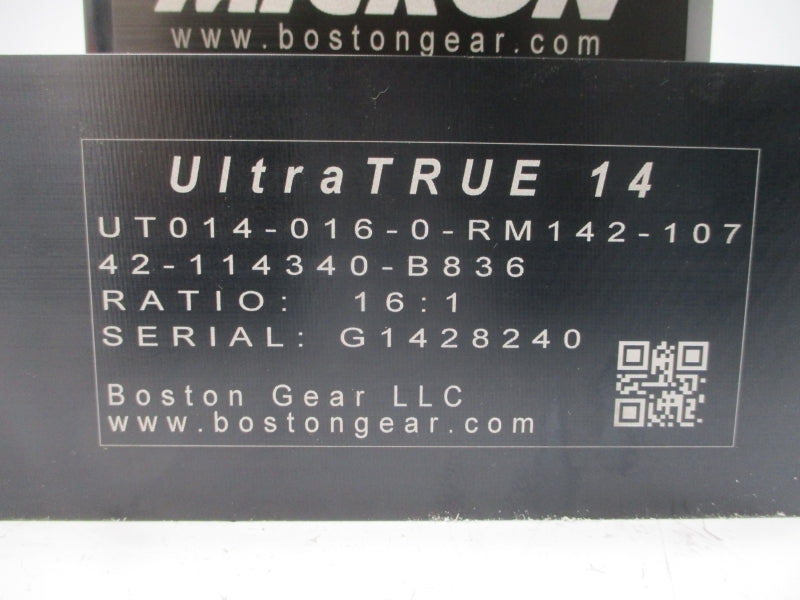 MICRON
www.bostongear.com
UltraTRUE 14
UT014-016-0-RM142-107
42-114340-B836
RATIO: 16:1
SERIAL: G1428240
Boston Gear LLC
www.bostongear.com